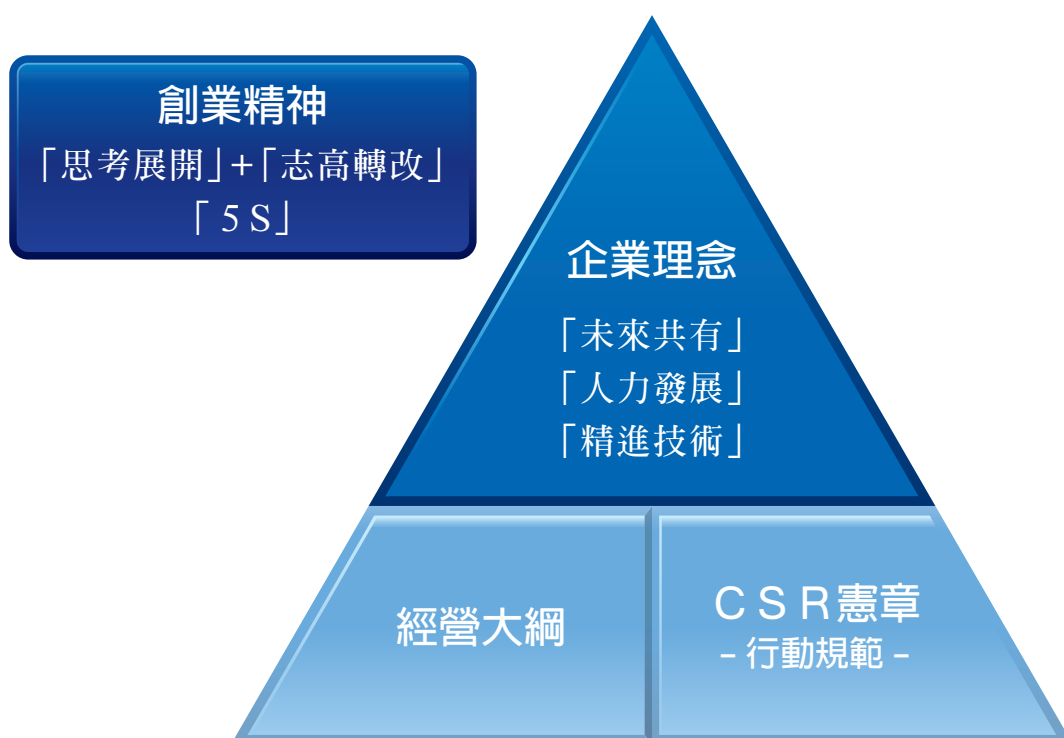 創業精神
「思考展開」+「志高轉改」
「5S」
企業理念
「未來共有」
「人力發展」
「精進技術」
經營大綱
CSR憲章
－行動規範－